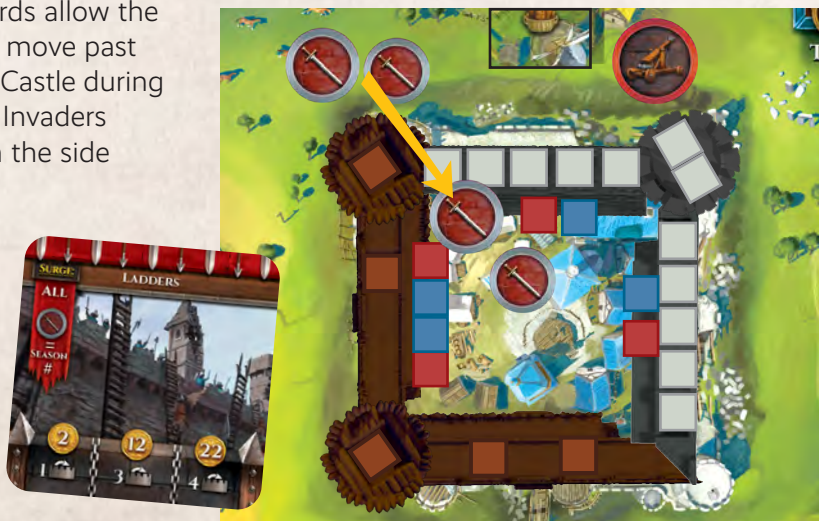 rds allow the
move past
Castle during
Invaders
the side
SURGE
LADDERS
ALL
=
SEASON
#
2
12
22
1
3
4
T